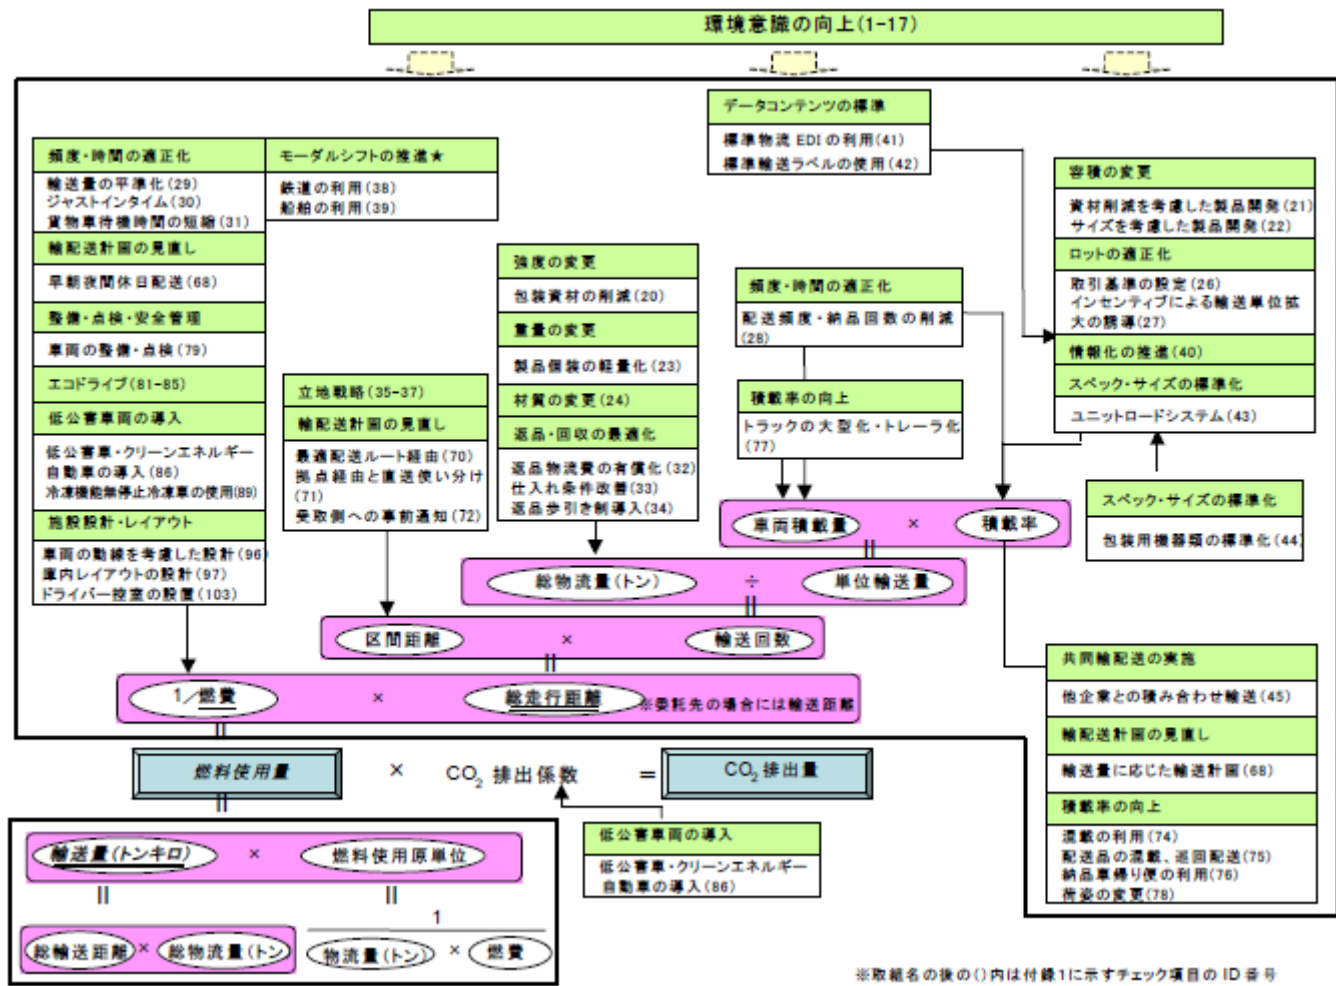 環境意識の向上(1-17)
データコンテンツの標準
標準物流 EDI の利用(41)
標準輸送ラベルの使用(42)
頻度・時間の適正化
輸送量の平準化(29)
ジャストインタイム(30)
貨物車待機時間の短縮(31)
輸配送計画の見直し
早朝夜間休日配送(68)
整備・点検・安全管理
車両の整備・点検(79)
エコドライブ(81-85)
低公害車両の導入
低公害車・クリーンエネルギー
自動車の導入(86)
冷凍機能無停止冷凍車の使用(89)
施設設計・レイアウト
車両の動線を考慮した設計(96)
庫内レイアウトの設計(97)
ドライバー控室の設置(103)
モーダルシフトの推進★
鉄道の利用(38)
船舶の利用(39)
立地戦略(35-37)
輸配送計画の見直し
最適配送ルート経由(70)
拠点経由と直送使い分け
(71)
受取側への事前通知(72)
強度の変更
包装資材の削減(20)
重量の変更
製品個装の軽量化(23)
材質の変更(24)
返品・回収の最適化
返品物流費の有償化(32)
仕入れ条件改善(33)
返品歩引き制導入(34)
頻度・時間の適正化
配送頻度・納品回数の削減
(28)
積載率の向上
トラックの大型化・トレーラ化
(77)
容積の変更
資材削減を考慮した製品開発(21)
サイズを考慮した製品開発(22)
ロットの適正化
取引基準の設定(26)
インセンティブによる輸送単位拡
大の誘導(27)
情報化の推進(40)
スペック・サイズの標準化
ユニットロードシステム(43)
スペック・サイズの標準化
包装用機器類の標準化(44)
車両積載量 × 積載率
||
総物流量(トン) ÷ 単位輸送量
||
区間距離 × 輸送回数
||
1/燃費 × 総走行距離 ※委託先の場合には輸送距離
||
燃料使用量 × CO2 排出係数 = CO2 排出量
||
共同輸配送の実施
他企業との積み合わせ輸送(45)
輸配送計画の見直し
輸送量に応じた輸送計画(68)
積載率の向上
混載の利用(74)
配送品の混載、巡回配送(75)
納品車帰り便の利用(76)
荷姿の変更(78)
低公害車両の導入
低公害車・クリーンエネルギー
自動車の導入(86)
輸送量(トンキロ) × 燃料使用原単位
|| ||
1
総輸送距離 × 総物流量(トン 物流量(トン) × 燃費
※取組名の後の()内は付録1に示すチェック項目の ID 番号